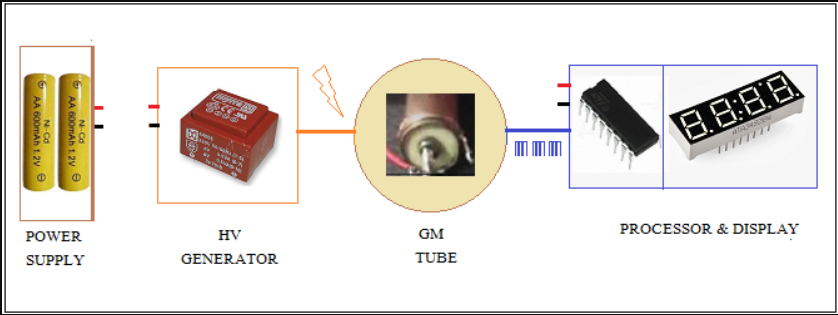 Ni-Cd
AA 600mAh 1.2V
Ni-Cd
AA 600mAh 1.2V
POWER
SUPPLY
HV
GENERATOR
GM
TUBE
PROCESSOR & DISPLAY